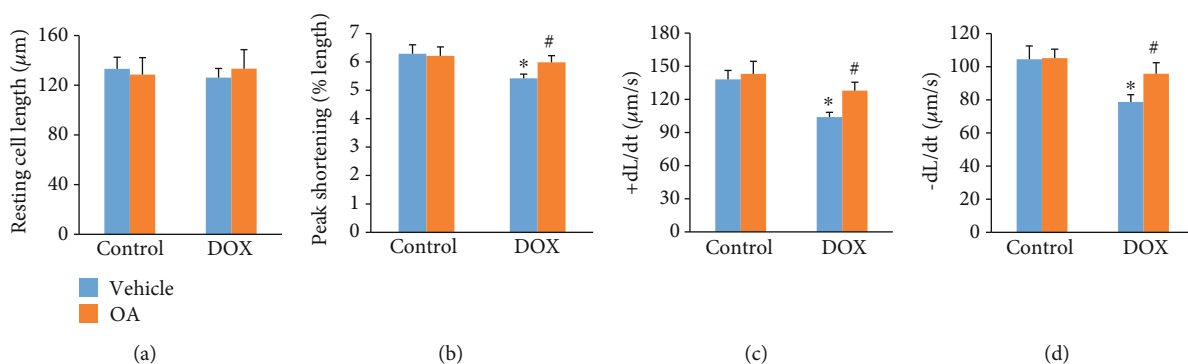 160
130
80
40
0
Resting cell length (μm)
Control
DOX
Vehicle
OA
(a)
7
6
5
4
3
2
1
0
Peak shortening (% length)
*
#
Control
DOX
(b)
180
150
120
90
60
30
0
+dL/dt (μm/s)
*
#
Control
DOX
(c)
120
100
80
60
40
20
0
-dL/dt (μm/s)
*
#
Control
DOX
(d)